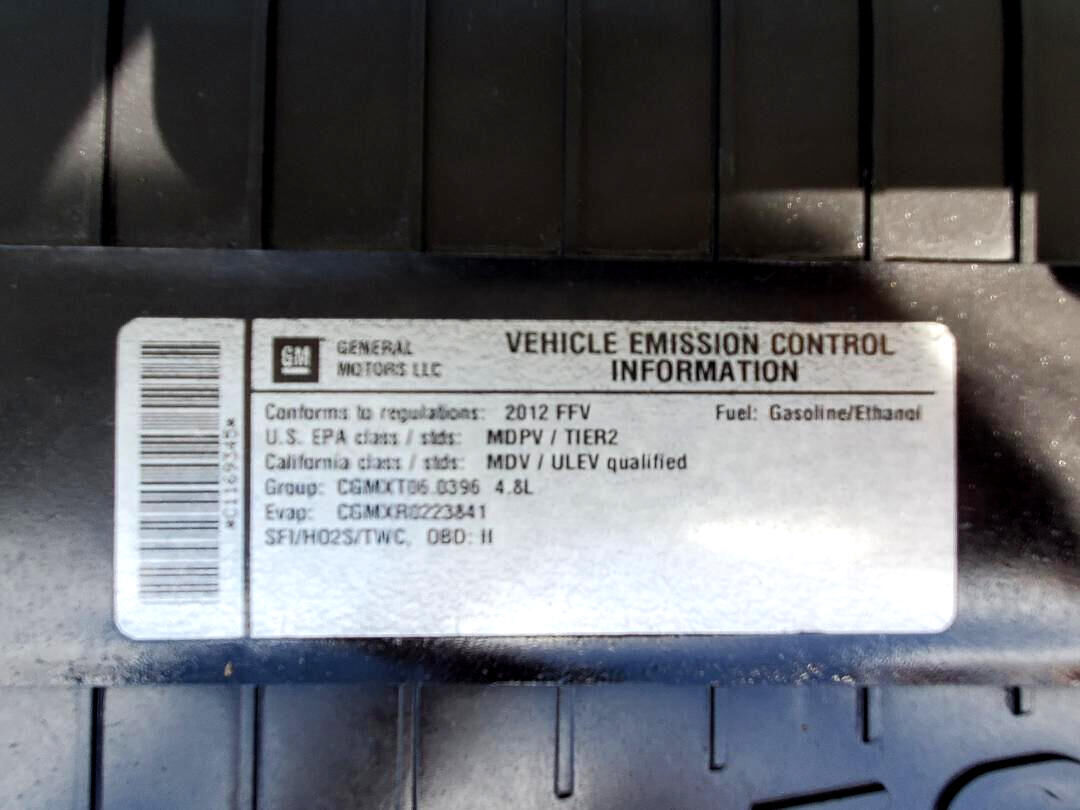 GM
GENERAL
MOTORS LLC
VEHICLE EMISSION CONTROL
INFORMATION
Conforms to regulations: 2012 FFV Fuel: Gasoline/Ethanol
U.S. EPA class / stds: MDPV / TIER2
California class / stds: MDV / ULEV qualified
Group: CGMXT06.0396 4.8L
Evap: CGMXR0223841
SFI/HO2S/TWC, OBD: II
*C1169345*